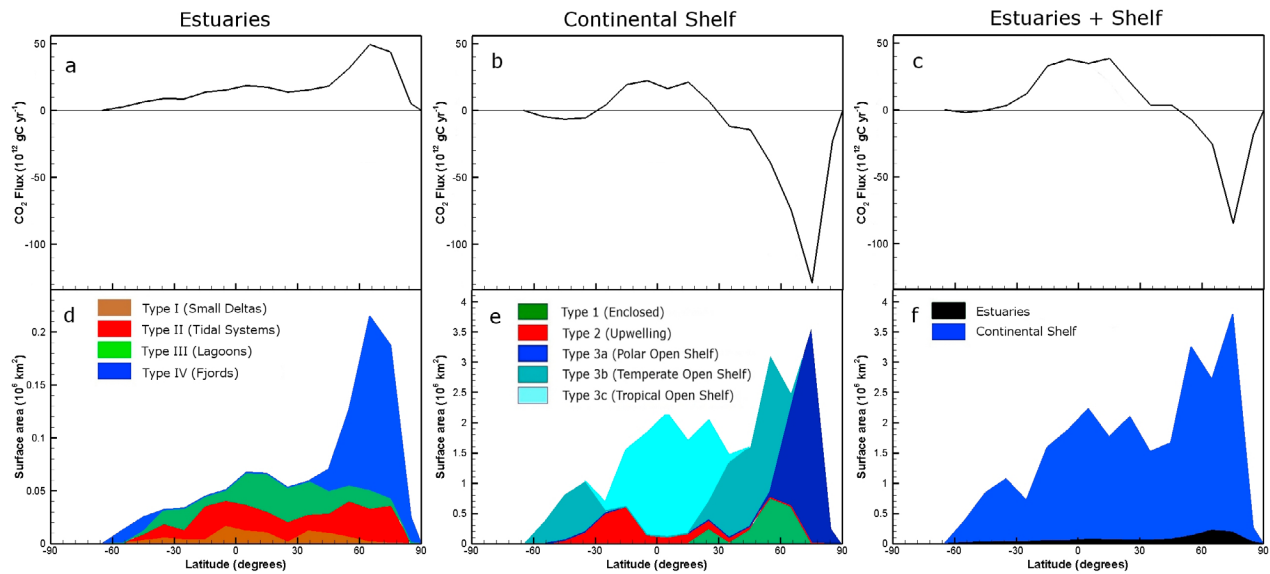 Estuaries
Continental Shelf
Estuaries + Shelf
a
50
0
-50
-100
CO2 Flux (10^12 gC yr^-1)
b
50
0
-50
-100
CO2 Flux (10^12 gC yr^-1)
c
50
0
-50
-100
CO2 Flux (10^12 gC yr^-1)
d
Type I (Small Deltas)
Type II (Tidal Systems)
Type III (Lagoons)
Type IV (Fjords)
0.2
0.15
0.1
0.05
0
Surface area (10^6 km^2)
-90 -60 -30 0 30 60 90
Latitude (degrees)
e
Type 1 (Enclosed)
Type 2 (Upwelling)
Type 3a (Polar Open Shelf)
Type 3b (Temperate Open Shelf)
Type 3c (Tropical Open Shelf)
4
3.5
3
2.5
2
1.5
1
0.5
0
Surface area (10^6 km^2)
-90 -60 -30 0 30 60 90
Latitude (degrees)
f
Estuaries
Continental Shelf
4
3.5
3
2.5
2
1.5
1
0.5
0
Surface area (10^6 km^2)
-90 -60 -30 0 30 60 90
Latitude (degrees)